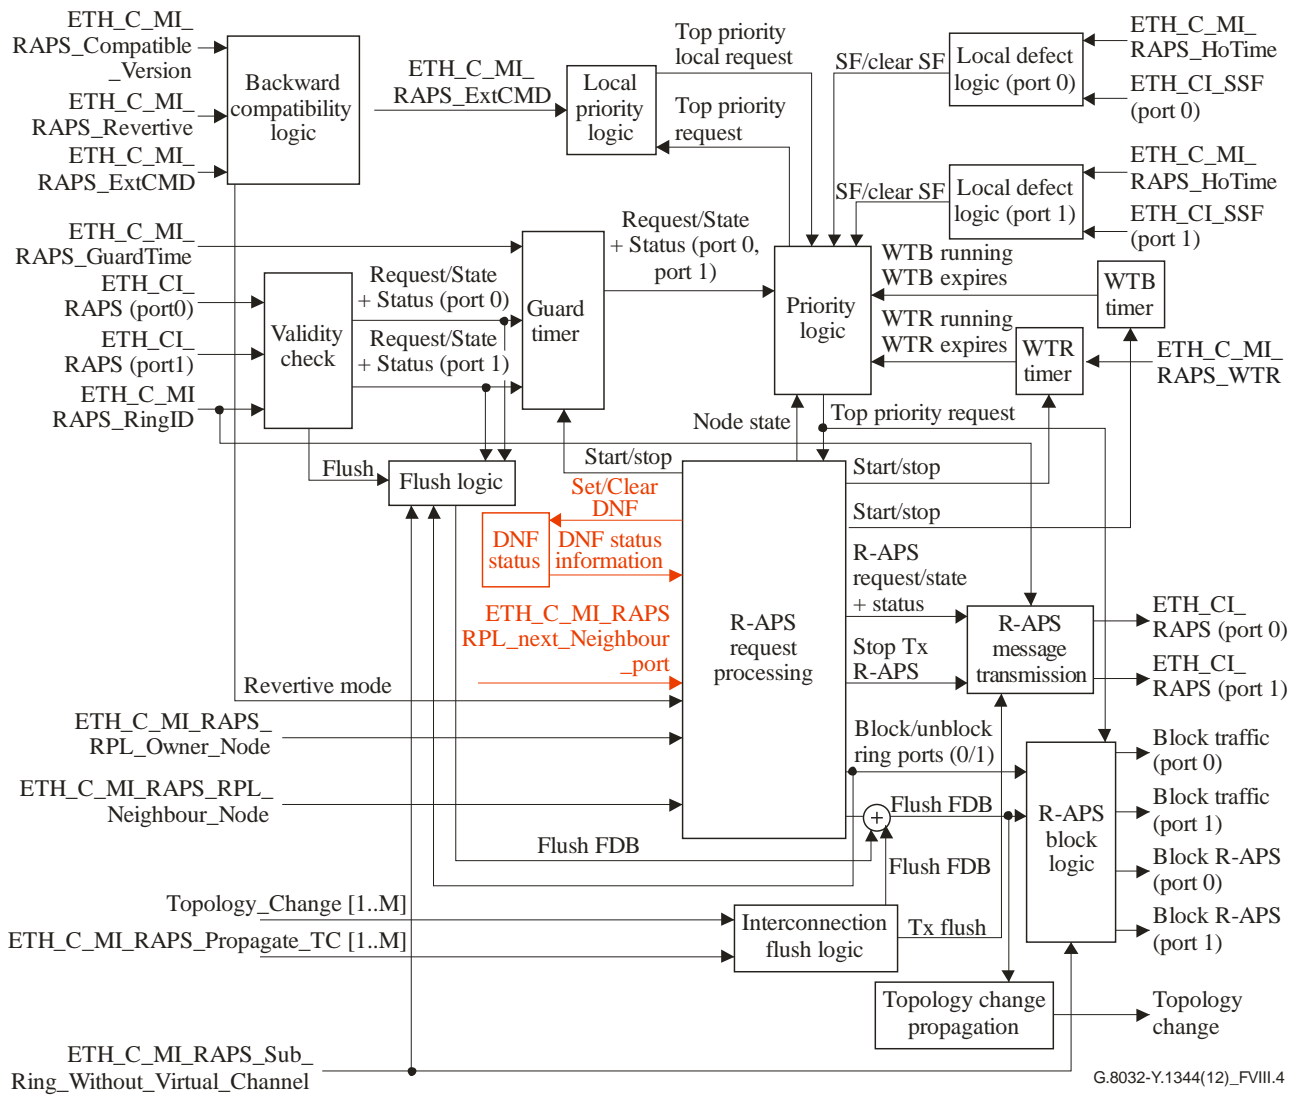 ETH_C_MI_
RAPS_Compatible
_Version
ETH_C_MI_
RAPS_Revertive
ETH_C_MI_
RAPS_ExtCMD
Backward
compatibility
logic
ETH_C_MI_
RAPS_ExtCMD
Local
priority
logic
Top priority
local request
Top priority
request
SF/clear SF
Local defect
logic (port 0)
ETH_C_MI_
RAPS_HoTime
ETH_CI_SSF
(port 0)
SF/clear SF
Local defect
logic (port 1)
ETH_C_MI_
RAPS_HoTime
ETH_CI_SSF
(port 1)
ETH_C_MI_
RAPS_GuardTime
ETH_CI_
RAPS (port0)
ETH_CI_
RAPS (port1)
ETH_C_MI
RAPS_RingID
Validity
check
Request/State
+ Status (port 0)
Request/State
+ Status (port 1)
Guard
timer
Request/State
+ Status (port 0,
port 1)
Priority
logic
WTB running
WTB expires
WTB
timer
WTR running
WTR expires
WTR
timer
ETH_C_MI_
RAPS_WTR
Node state
Top priority request
Flush
Flush logic
Start/stop
Start/stop
Start/stop
Set/Clear
DNF
DNF
status
DNF status
information
ETH_C_MI_RAPS
RPL_next_Neighbour
_port
R-APS
request
processing
R-APS
request/state
+ status
Stop Tx
R-APS
R-APS
message
transmission
ETH_CI_
RAPS (port 0)
ETH_CI_
RAPS (port 1)
Revertive mode
ETH_C_MI_RAPS_
RPL_Owner_Node
ETH_C_MI_RAPS_RPL_
Neighbour_Node
Block/unblock
ring ports (0/1)
+
Flush FDB
Flush FDB
Flush FDB
R-APS
block
logic
Block traffic
(port 0)
Block traffic
(port 1)
Block R-APS
(port 0)
Block R-APS
(port 1)
Topology_Change [1..M]
ETH_C_MI_RAPS_Propagate_TC [1..M]
Interconnection
flush logic
Tx flush
Topology change
propagation
Topology
change
ETH_C_MI_RAPS_Sub_
Ring_Without_Virtual_Channel
G.8032-Y.1344(12)_FVIII.4